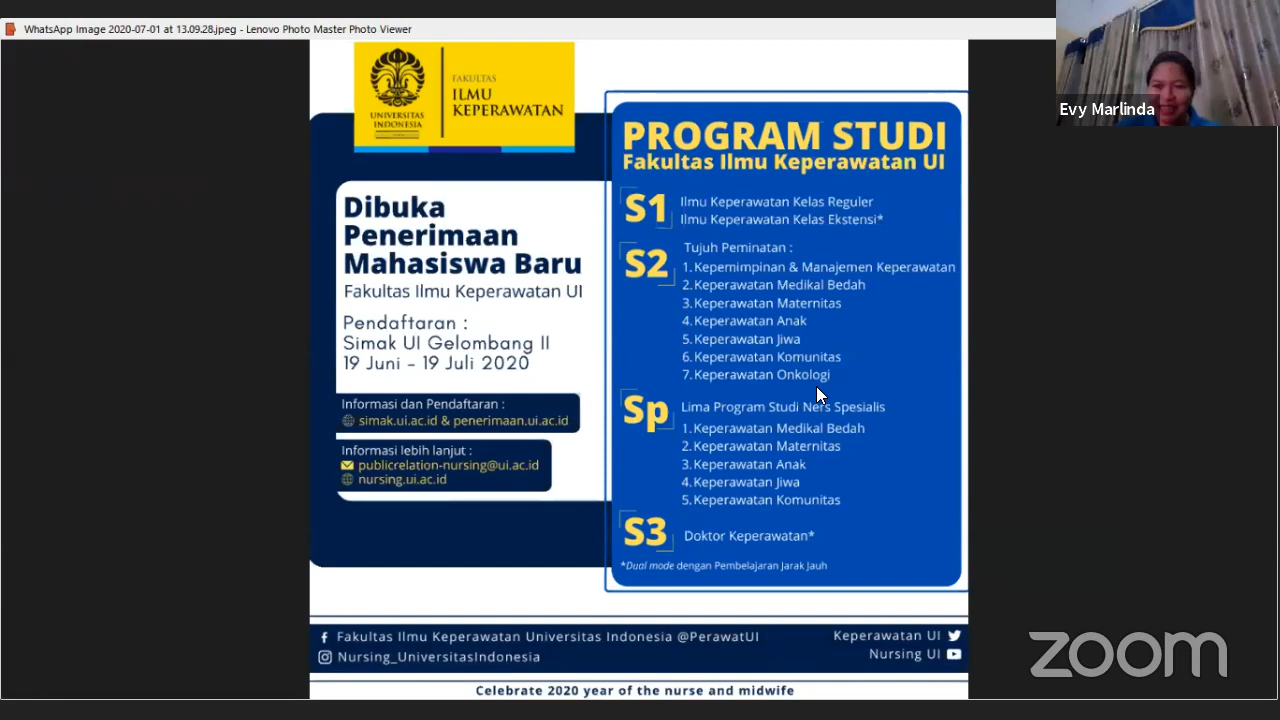 WhatsApp Image 2020-07-01 at 13.09.28.jpeg - Lenovo Photo Master Photo Viewer
Evy Marlinda
UNIVERSITAS
INDONESIA
FAKULTAS
ILMU
KEPERAWATAN
Dibuka
Penerimaan
Mahasiswa Baru
Fakultas Ilmu Keperawatan UI
Pendaftaran :
Simak UI Gelombang II
19 Juni - 19 Juli 2020
Informasi dan Pendaftaran :
simak.ui.ac.id & penerimaan.ui.ac.id
Informasi lebih lanjut :
publicrelation-nursing@ui.ac.id
nursing.ui.ac.id
PROGRAM STUDI
Fakultas Ilmu Keperawatan UI
S1
Ilmu Keperawatan Kelas Reguler
Ilmu Keperawatan Kelas Ekstensi*
S2
Tujuh Peminatan :
1.Kepemimpinan & Manajemen Keperawatan
2.Keperawatan Medikal Bedah
3.Keperawatan Maternitas
4.Keperawatan Anak
5.Keperawatan Jiwa
6.Keperawatan Komunitas
7.Keperawatan Onkologi
Sp
Lima Program Studi Ners Spesialis
1.Keperawatan Medikal Bedah
2.Keperawatan Maternitas
3.Keperawatan Anak
4.Keperawatan Jiwa
5.Keperawatan Komunitas
S3
Doktor Keperawatan*
*Dual mode dengan Pembelajaran Jarak Jauh
Fakultas Ilmu Keperawatan Universitas Indonesia @PerawatUI
Keperawatan UI
Nursing_UniversitasIndonesia
Nursing UI
Celebrate 2020 year of the nurse and midwife
zoom